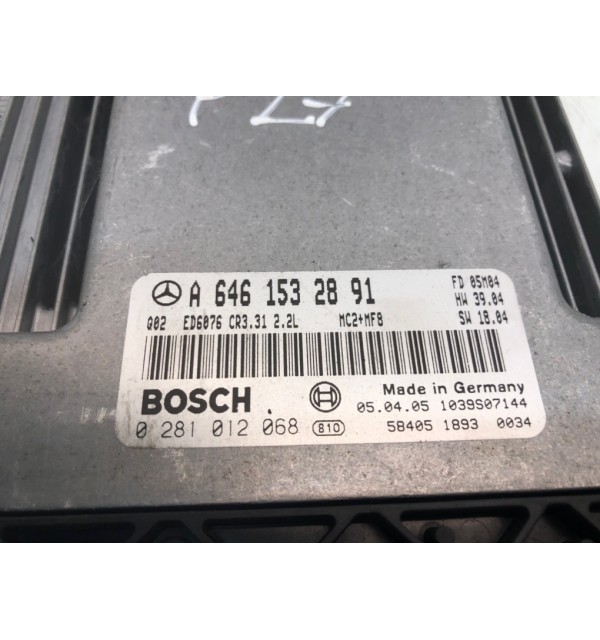 A 646 153 28 91
FD 05M04
HW 39.04
Q02 ED6076 CR3.31 2.2L MC2+MF8 SW 18.04
BOSCH Made in Germany
05.04.05 1039S07144
0 281 012 068 810 58405 1893 0034